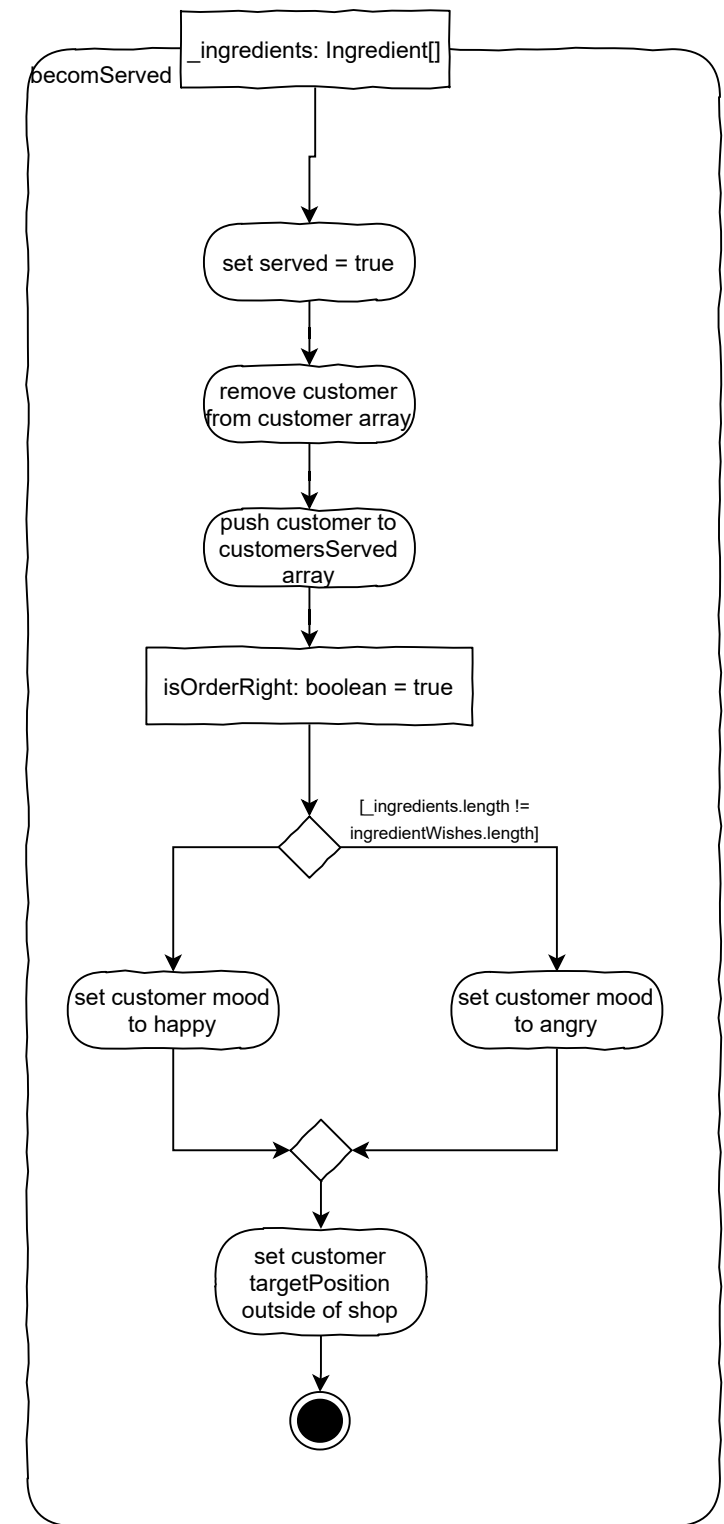 _ingredients: Ingredient[]
becomServed
set served = true
remove customer
from customer array
push customer to
customersServed
array
isOrderRight: boolean = true
[_ingredients.length !=
ingredientWishes.length]
set customer mood
to happy
set customer mood
to angry
set customer
targetPosition
outside of shop